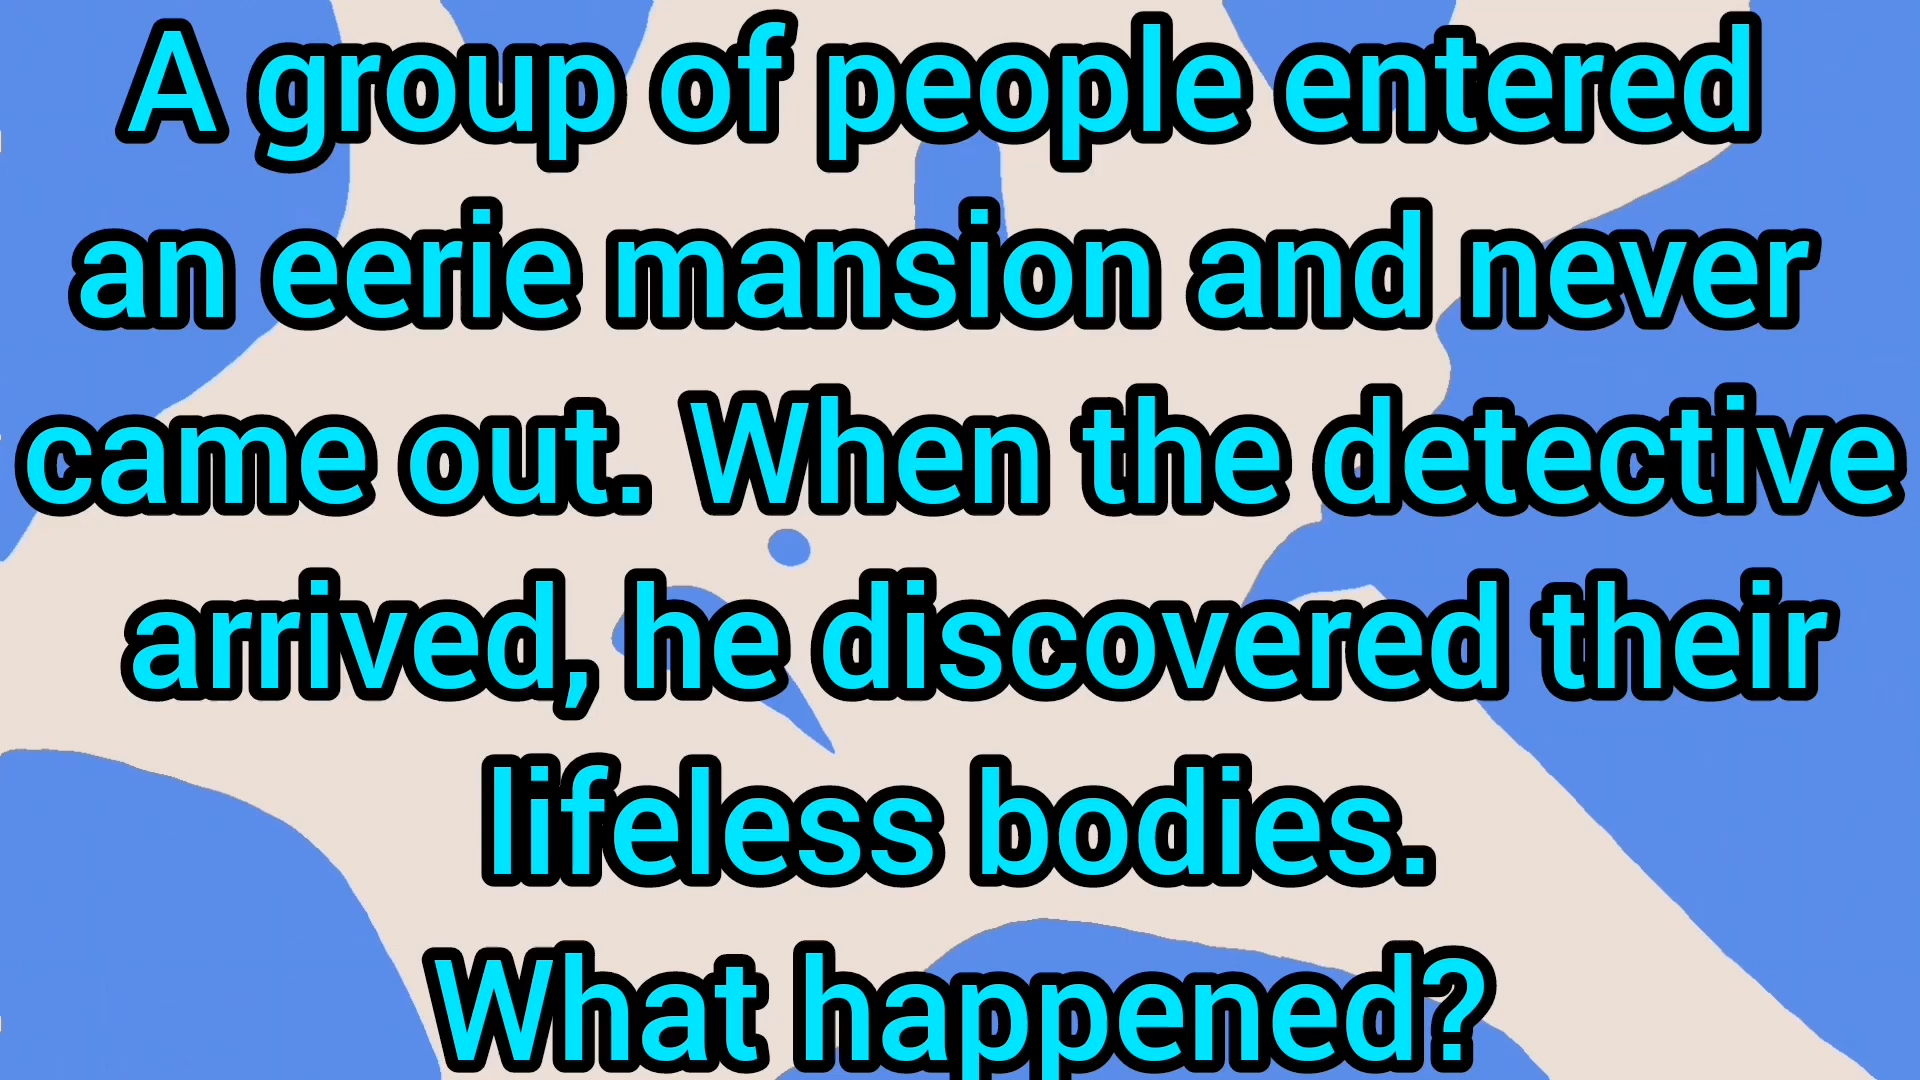 A group of people entered
an eerie mansion and never
came out. When the detective
arrived, he discovered their
lifeless bodies.
What happened?